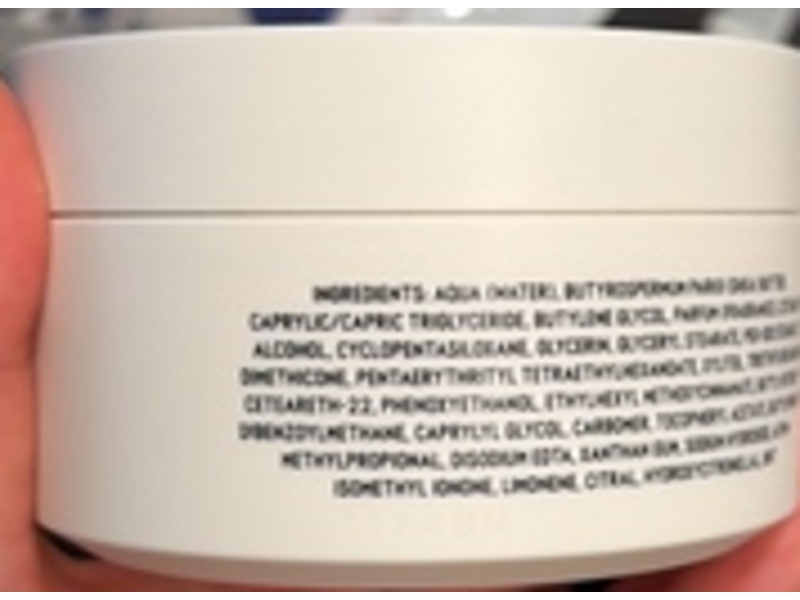 INGREDIENTS: AQUA (WATER), BUTYROSPERMUM PARKII
CAPRYLIC/CAPRIC TRIGLYCERIDE, BUTYLENE GLYCOL, PARFUM (FRAGRANCE),
ALCOHOL, CYCLOPENTASILOXANE, GLYCERIN, GLYCERYL STEARATE,
DIMETHICONE, PENTAERYTHRITYL TETRAETHYLHEXANOATE,
CETEARETH-22, PHENOXYETHANOL, ETHYLHEXYL METHOXYCINNAMATE,
DIBENZOYLMETHANE, CAPRYLYL GLYCOL, CARBOMER, TOCOPHERYL ACETATE,
METHYLPROPIONAL, DISODIUM EDTA, XANTHAN GUM, SODIUM HYDROXIDE,
ISOMETHYL IONONE, LIMONENE, CITRAL, HYDROXYCITRONELLAL